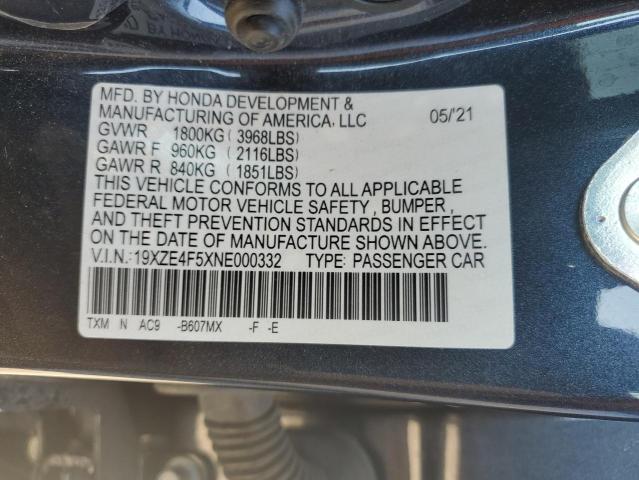 MFD. BY HONDA DEVELOPMENT &
MANUFACTURING OF AMERICA, LLC 05/'21
GVWR 1800KG (3968LBS)
GAWR F 960KG (2116LBS)
GAWR R 840KG (1851LBS)
THIS VEHICLE CONFORMS TO ALL APPLICABLE
FEDERAL MOTOR VEHICLE SAFETY , BUMPER ,
AND THEFT PREVENTION STANDARDS IN EFFECT
ON THE DATE OF MANUFACTURE SHOWN ABOVE.
V.I.N.:19XZE4F5XNE000332 TYPE: PASSENGER CAR
TXM N AC9 -B607MX -F -E